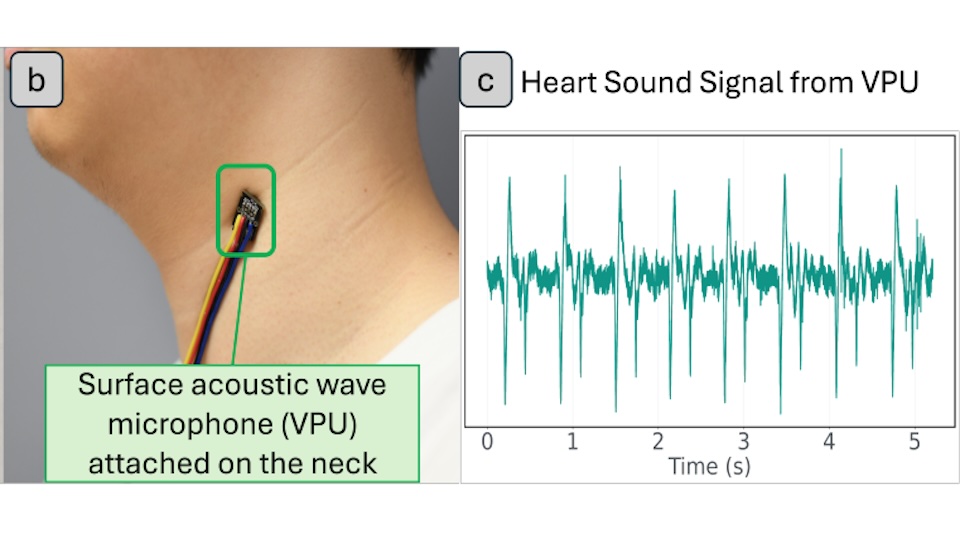 b
Surface acoustic wave
microphone (VPU)
attached on the neck
c
Heart Sound Signal from VPU
0 1 2 3 4 5
Time (s)